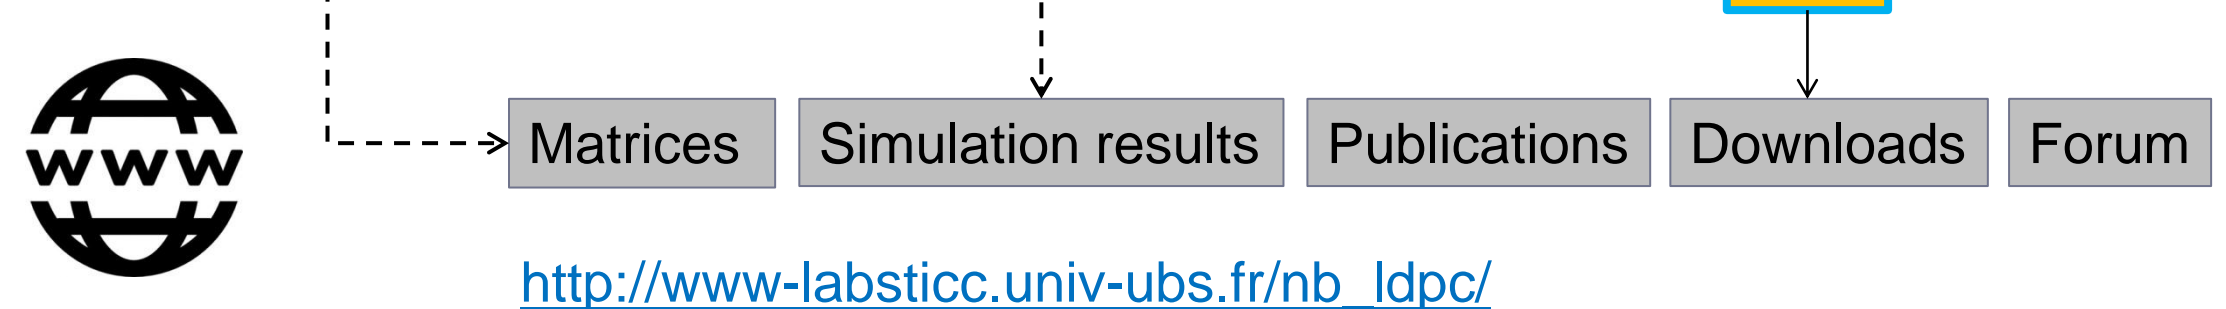 Matrices Simulation results Publications Downloads Forum
www
http://www-labsticc.univ-ubs.fr/nb_ldpc/